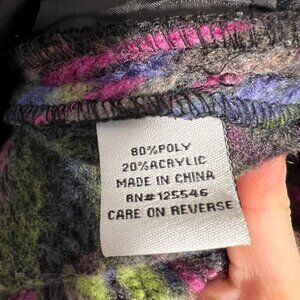 80%POLY
20%ACRYLIC
MADE IN CHINA
RN#125546
CARE ON REVERSE